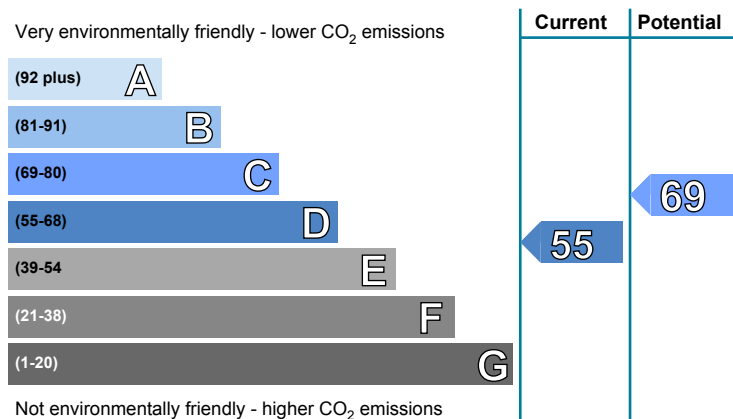 Current Potential
Very environmentally friendly - lower CO2 emissions
(92 plus) A
(81-91) B
(69-80) C
69
(55-68) D
55
(39-54 E
(21-38) F
(1-20) G
Not environmentally friendly - higher CO2 emissions